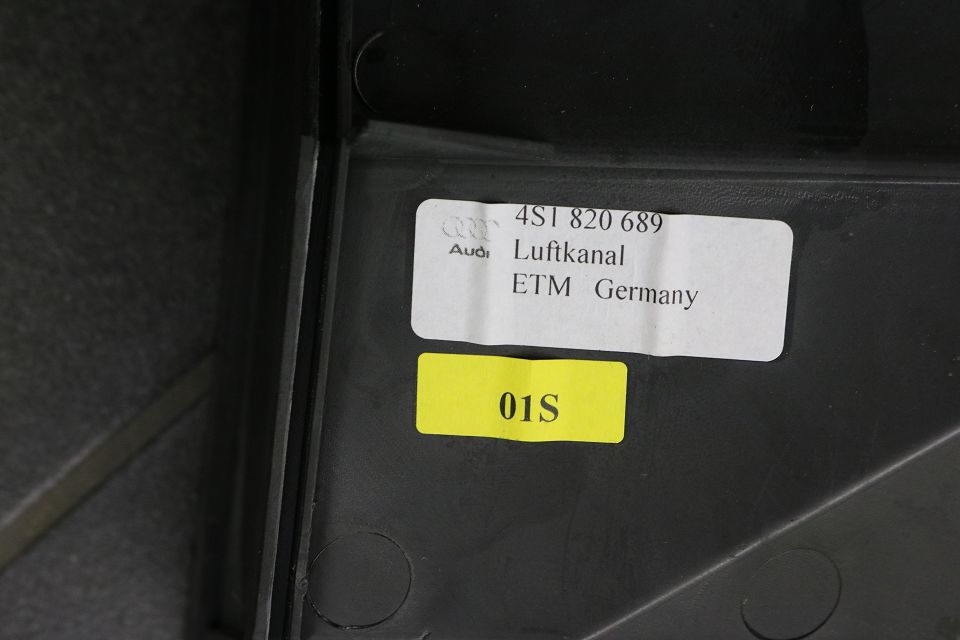 4S1 820 689
Audi Luftkanal
ETM Germany
01S